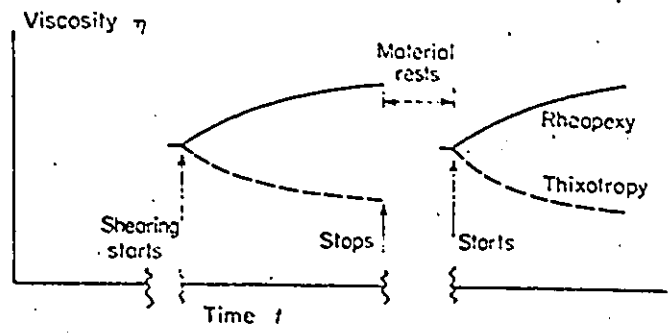 Viscosity η
Material
rests
Rheopexy
Thixotropy
Shearing
starts
Stops
Starts
Time t